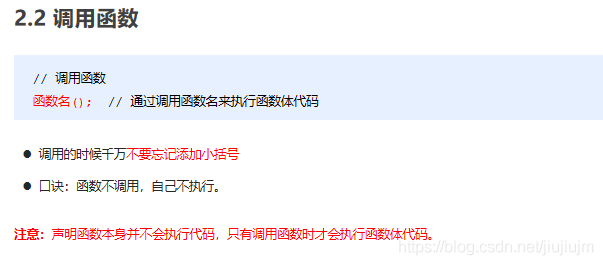 2.2 调用函数
// 调用函数
函数名(); // 通过调用函数名来执行函数体代码
● 调用的时候千万不要忘记添加小括号
● 口诀：函数不调用，自己不执行。
注意：声明函数本身并不会执行代码，只有调用函数时才会执行函数体代码。
https://blog.csdn.net/jiujiujm